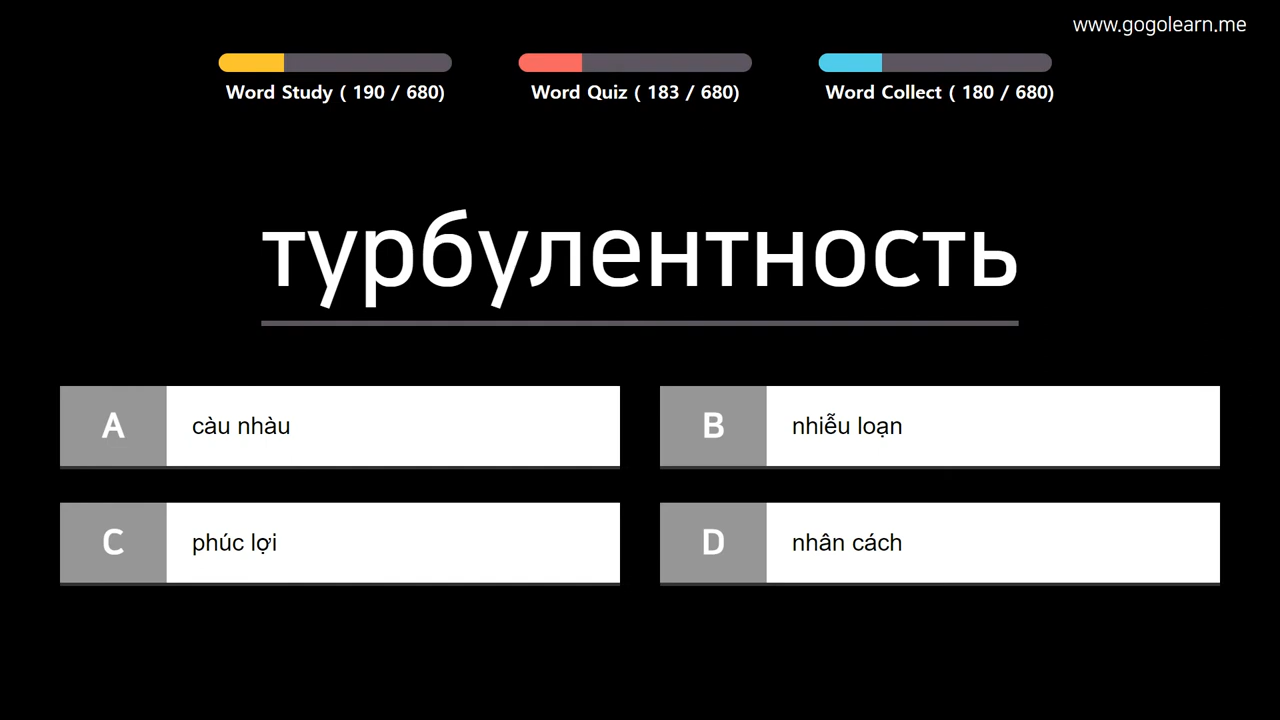 www.gogolearn.me
Word Study ( 190 / 680)
Word Quiz ( 183 / 680)
Word Collect ( 180 / 680)
турбулентность
A càu nhàu
B nhiễu loạn
C phúc lợi
D nhân cách